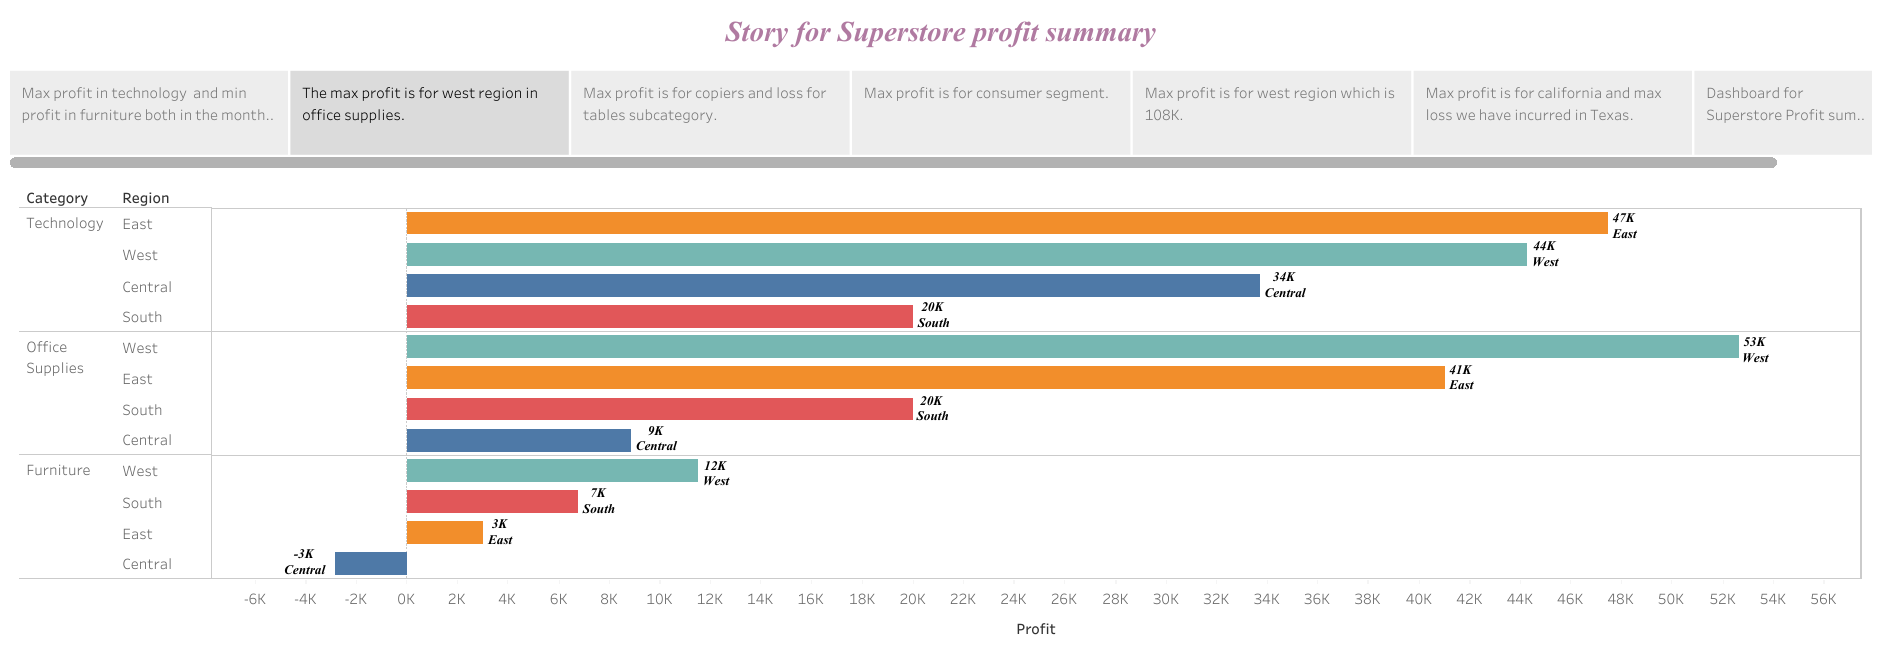 Story for Superstore profit summary
Max profit in technology and min
profit in furniture both in the month..
The max profit is for west region in
office supplies.
Max profit is for copiers and loss for
tables subcategory.
Max profit is for consumer segment.
Max profit is for west region which is
108K.
Max profit is for california and max
loss we have incurred in Texas.
Dashboard for
Superstore Profit sum..
Category Region
Technology East
47K
East
West
44K
West
Central
34K
Central
South
20K
South
Office
Supplies
West
53K
West
East
41K
East
South
20K
South
Central
9K
Central
Furniture West
12K
West
South
7K
South
East
3K
East
Central
-3K
Central
-6K -4K -2K 0K 2K 4K 6K 8K 10K 12K 14K 16K 18K 20K 22K 24K 26K 28K 30K 32K 34K 36K 38K 40K 42K 44K 46K 48K 50K 52K 54K 56K
Profit